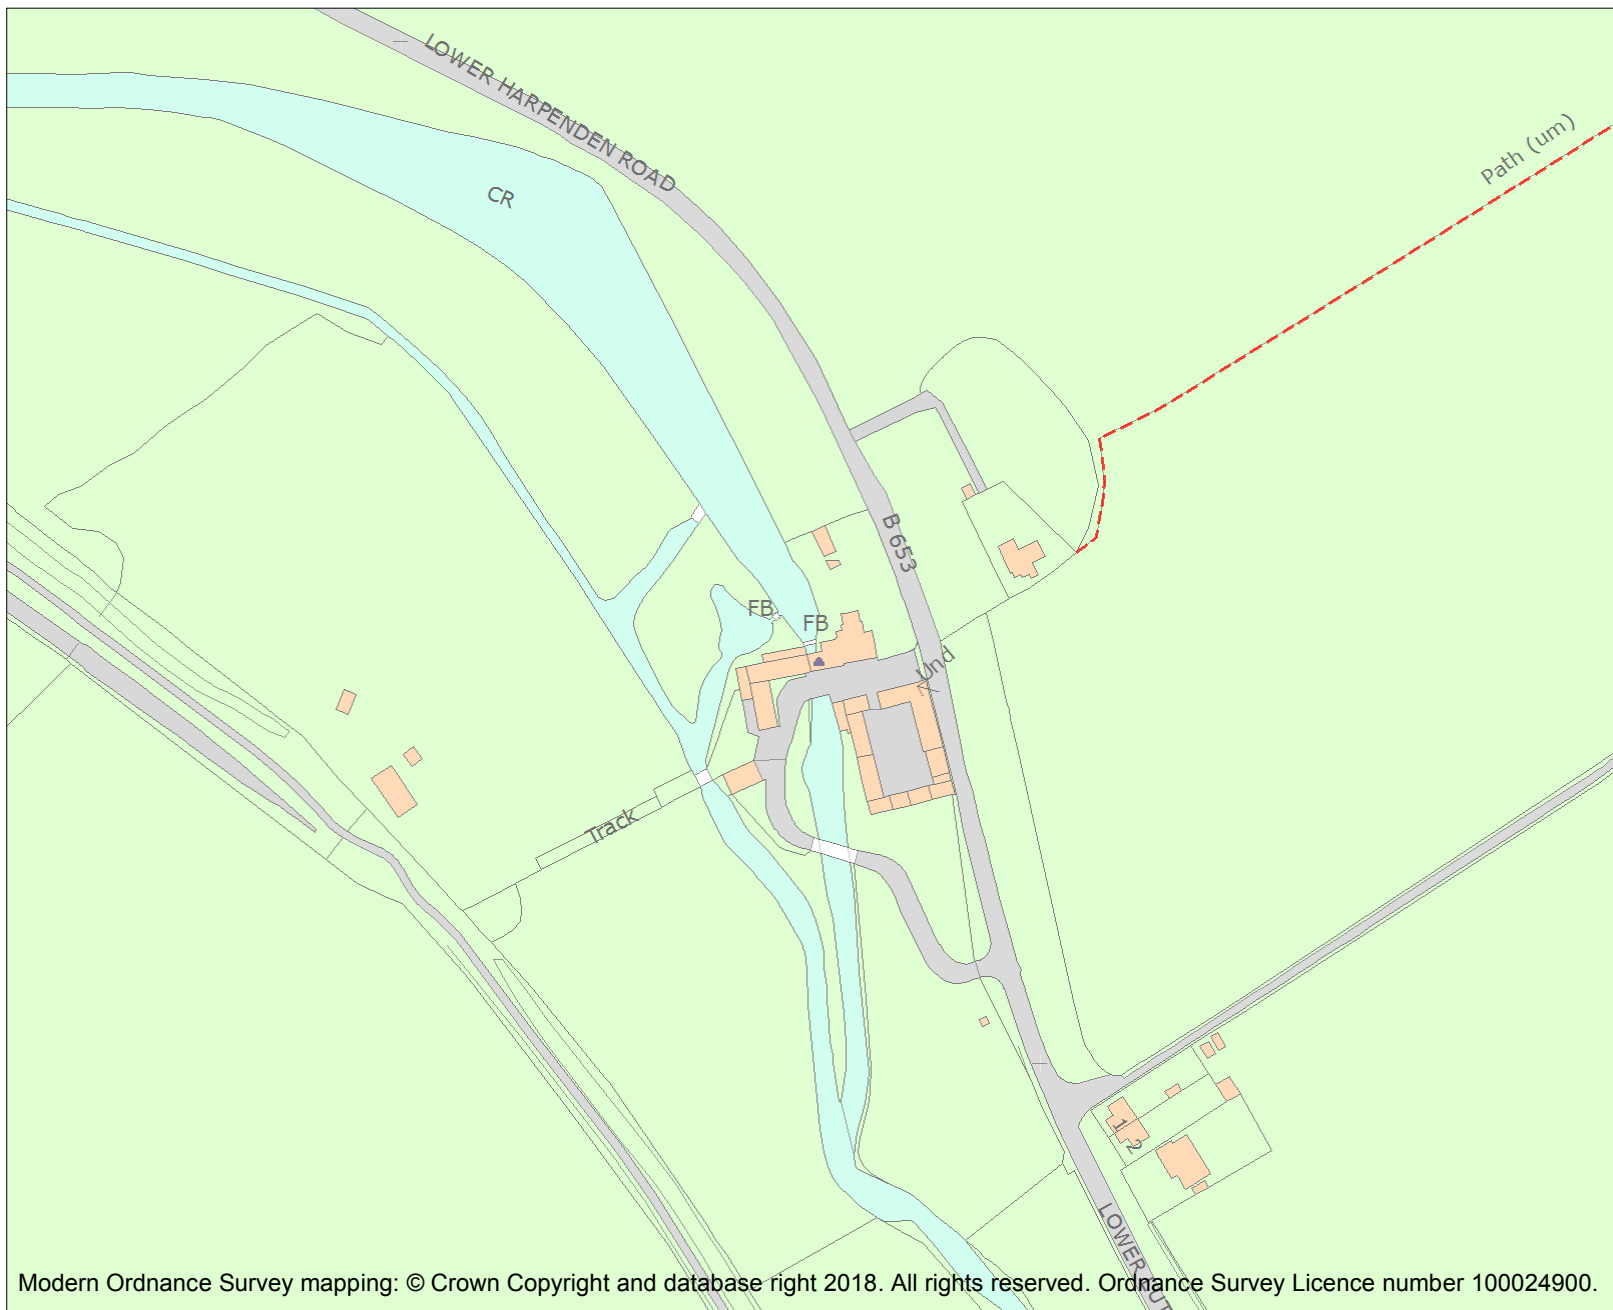 LOWER HARPENDEN ROAD
Path (um)
CR
B 653
FB
FB
Und
Track
1
2
LOWER
Modern Ordnance Survey mapping: © Crown Copyright and database right 2018. All rights reserved. Ordnance Survey Licence number 100024900.